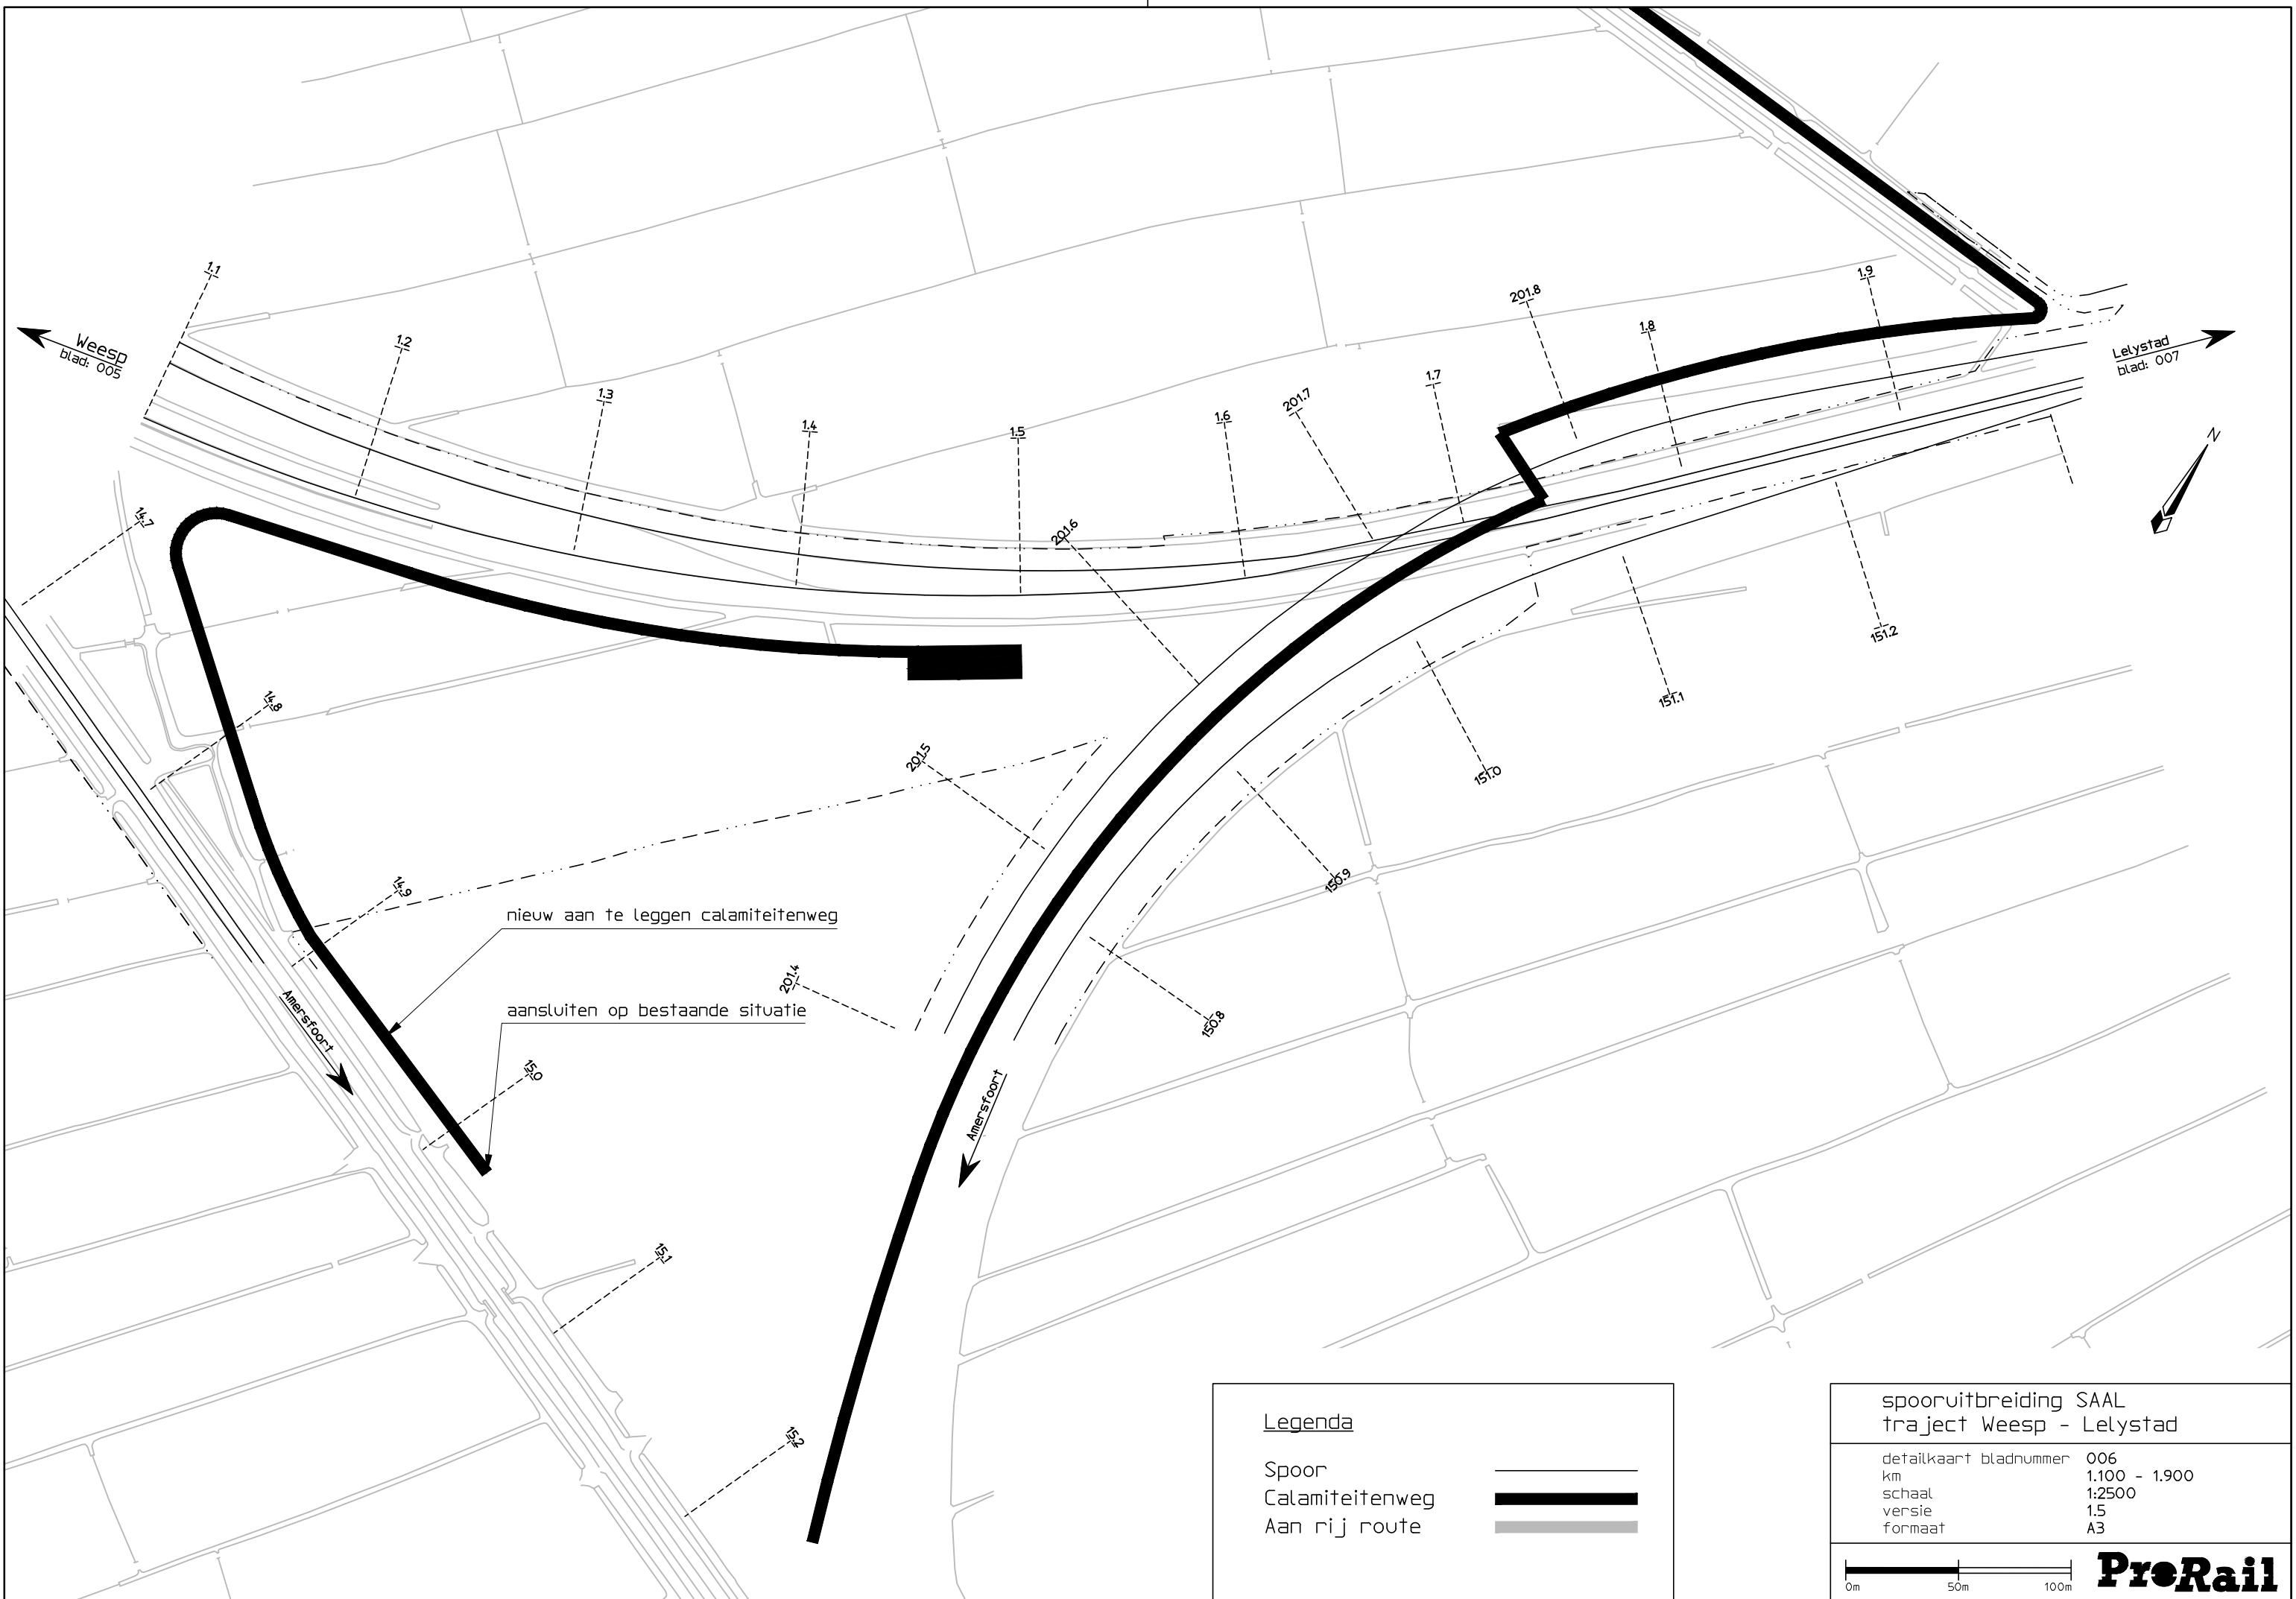 1.1
Weesp
blad: 005
1.2
1.3
1.4
1.5
1.6
201.7
1.7
201.8
1.8
1.9
Lelystad
blad: 007
N
14.7
201.6
14.8
201.5
151.2
151.1
151.0
150.9
14.9
nieuw aan te leggen calamiteitenweg
201.4
150.8
Amersfoort
aansluiten op bestaande situatie
15.0
Amersfoort
15.1
15.2
Legenda
Spoor
Calamiteitenweg
Aan rij route
spooruitbreiding SAAL
traject Weesp - Lelystad
detailkaart bladnummer 006
km 1.100 - 1.900
schaal 1:2500
versie 1.5
formaat A3
0m 50m 100m
ProRail